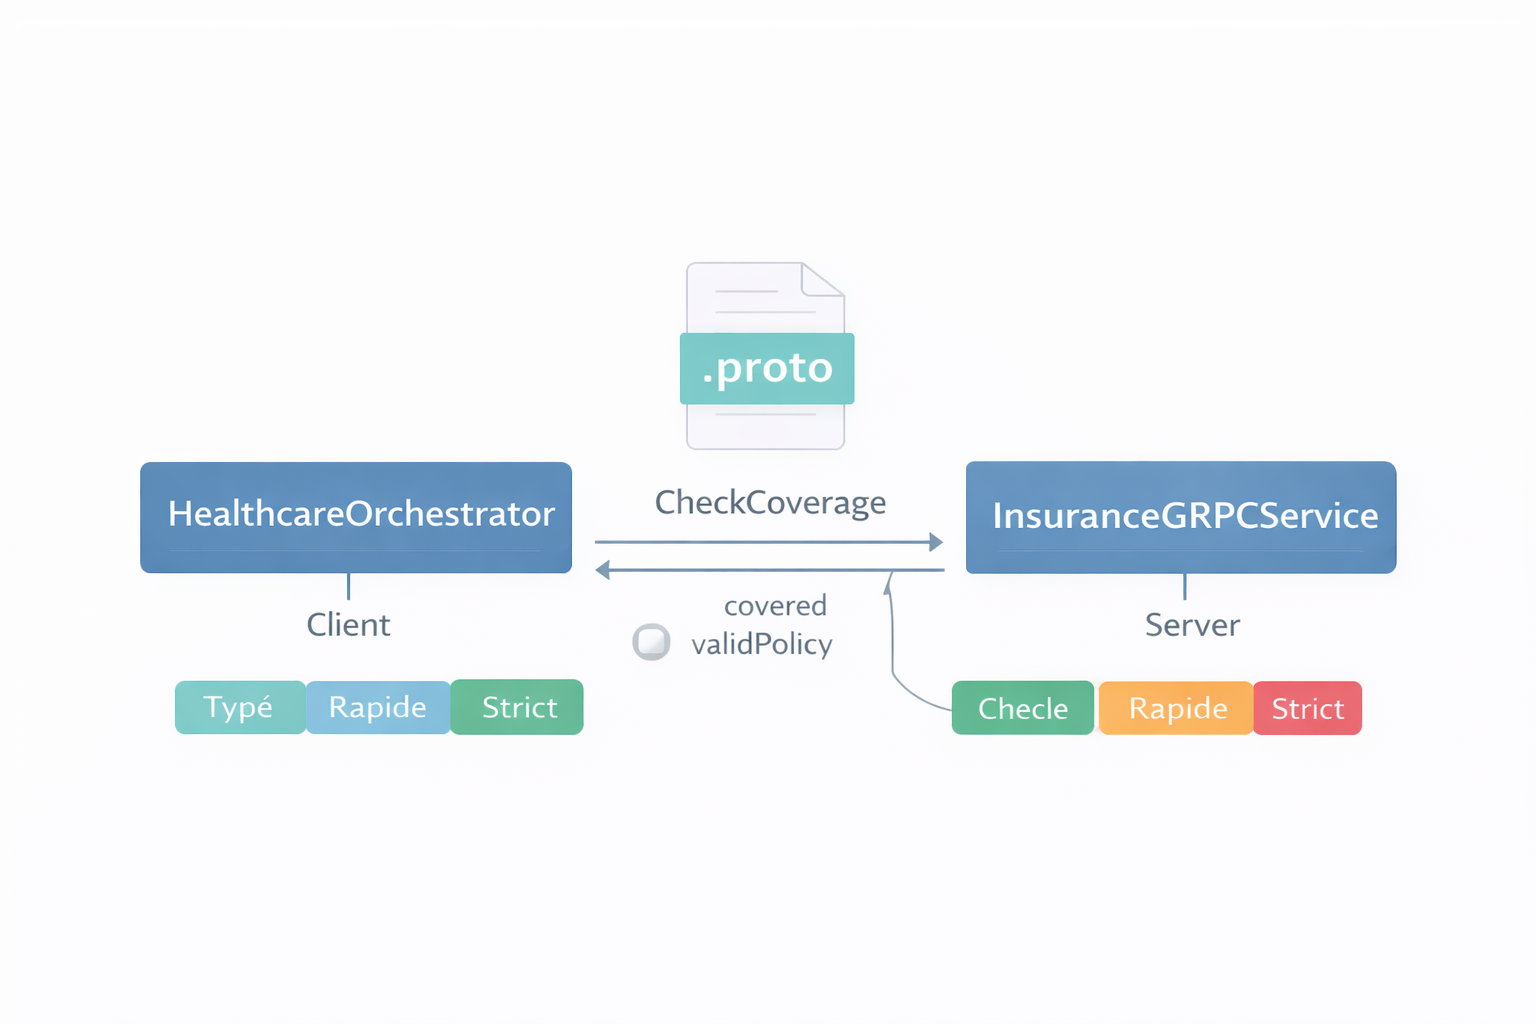 .proto
HealthcareOrchestrator
CheckCoverage
InsuranceGRPCService
covered
validPolicy
Client
Server
Typé
Rapide
Strict
Checle
Rapide
Strict